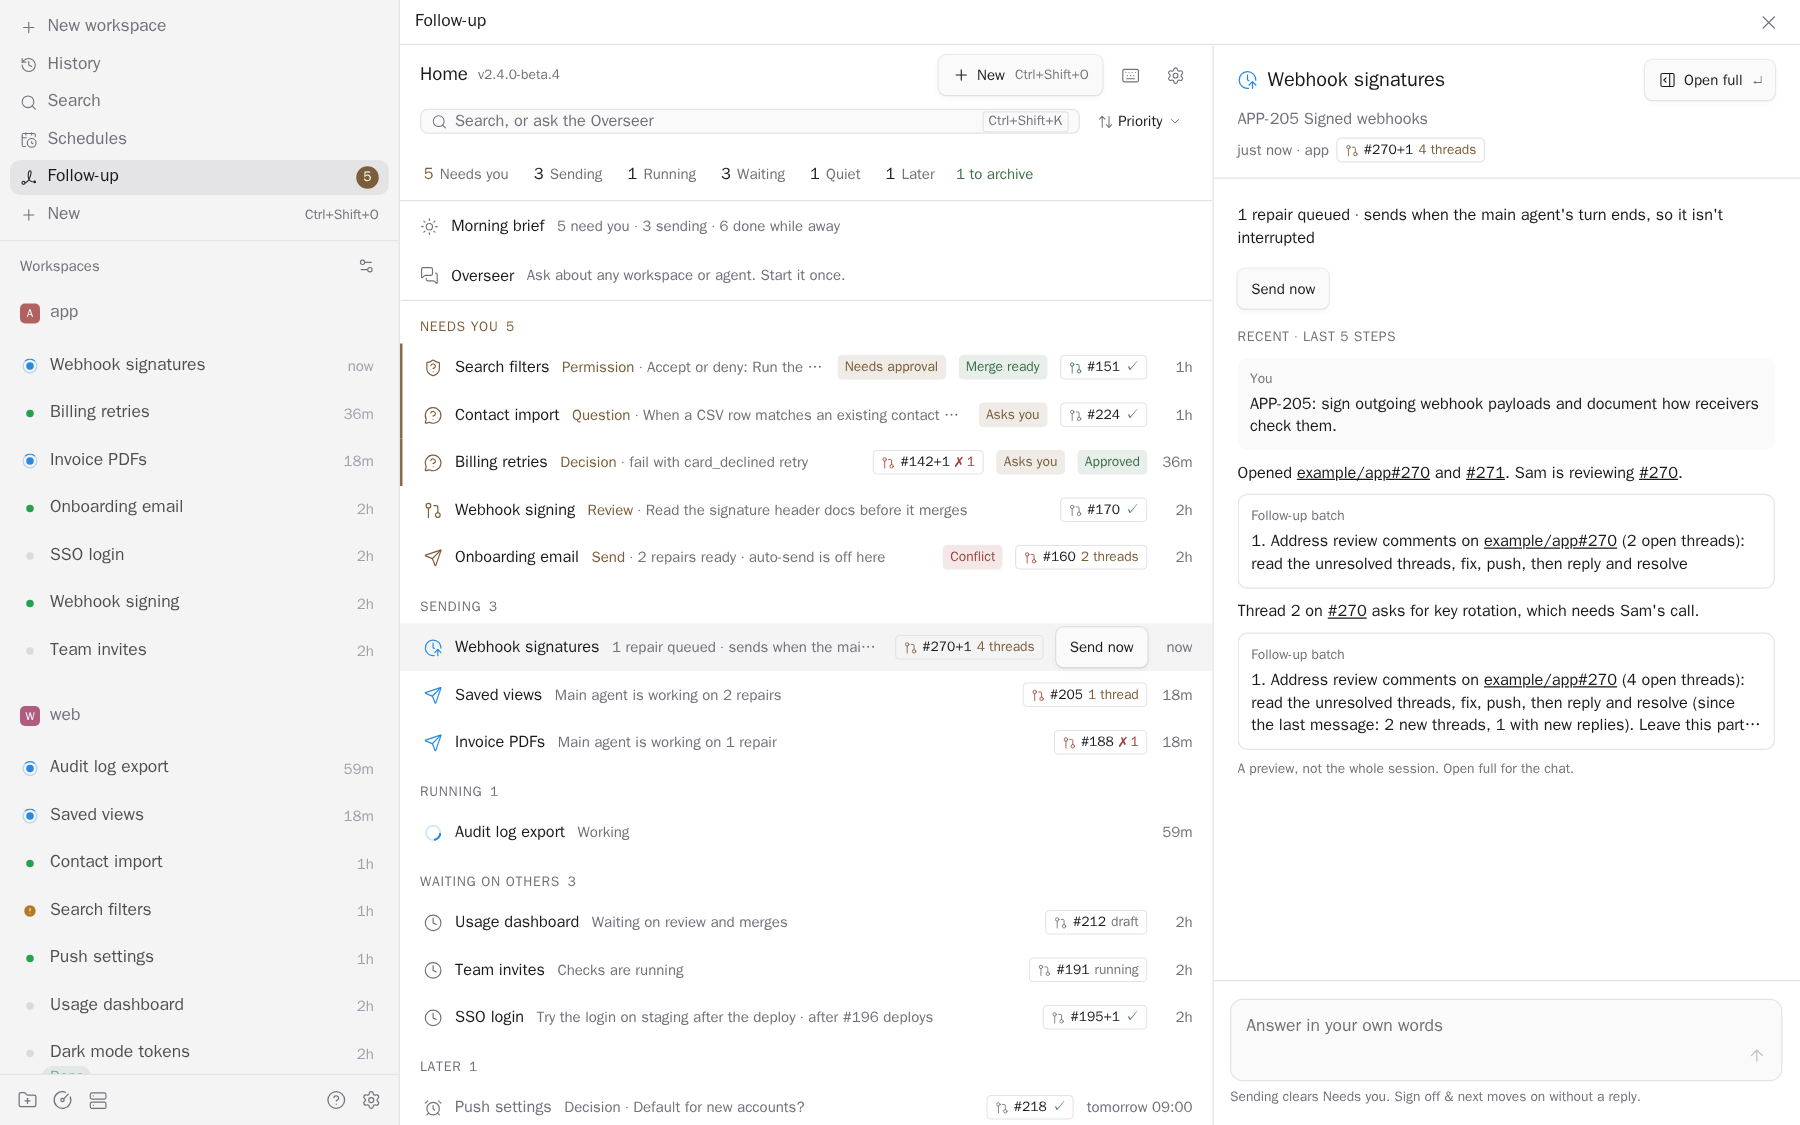 New workspace
History
Search
Schedules
Follow-up 5
New Ctrl+Shift+O
Workspaces
A app
Webhook signatures now
Billing retries 36m
Invoice PDFs 18m
Onboarding email 2h
SSO login 2h
Webhook signing 2h
Team invites 2h
W web
Audit log export 59m
Saved views 18m
Contact import 1h
Search filters 1h
Push settings 1h
Usage dashboard 2h
Dark mode tokens 2h
Follow-up
Home v2.4.0-beta.4
New Ctrl+Shift+O
Search, or ask the Overseer Ctrl+Shift+K
Priority
5 Needs you 3 Sending 1 Running 3 Waiting 1 Quiet 1 Later 1 to archive
Morning brief 5 need you · 3 sending · 6 done while away
Overseer Ask about any workspace or agent. Start it once.
NEEDS YOU 5
Search filters Permission · Accept or deny: Run the ··· Needs approval Merge ready #151 ✓ 1h
Contact import Question · When a CSV row matches an existing contact ··· Asks you #224 ✓ 1h
Billing retries Decision · fail with card_declined retry #142+1 ✗ 1 Asks you Approved 36m
Webhook signing Review · Read the signature header docs before it merges #170 ✓ 2h
Onboarding email Send · 2 repairs ready · auto-send is off here Conflict #160 2 threads 2h
SENDING 3
Webhook signatures 1 repair queued · sends when the mai··· #270+1 4 threads Send now now
Saved views Main agent is working on 2 repairs #205 1 thread 18m
Invoice PDFs Main agent is working on 1 repair #188 ✗ 1 18m
RUNNING 1
Audit log export Working 59m
WAITING ON OTHERS 3
Usage dashboard Waiting on review and merges #212 draft 2h
Team invites Checks are running #191 running 2h
SSO login Try the login on staging after the deploy · after #196 deploys #195+1 ✓ 2h
LATER 1
Push settings Decision · Default for new accounts? #218 ✓ tomorrow 09:00
Webhook signatures
Open full
APP-205 Signed webhooks
just now · app #270+1 4 threads
1 repair queued · sends when the main agent's turn ends, so it isn't
interrupted
Send now
RECENT · LAST 5 STEPS
You
APP-205: sign outgoing webhook payloads and document how receivers
check them.
Opened example/app#270 and #271. Sam is reviewing #270.
Follow-up batch
1. Address review comments on example/app#270 (2 open threads):
read the unresolved threads, fix, push, then reply and resolve
Thread 2 on #270 asks for key rotation, which needs Sam's call.
Follow-up batch
1. Address review comments on example/app#270 (4 open threads):
read the unresolved threads, fix, push, then reply and resolve (since
the last message: 2 new threads, 1 with new replies). Leave this part···
A preview, not the whole session. Open full for the chat.
Answer in your own words
Sending clears Needs you. Sign off & next moves on without a reply.